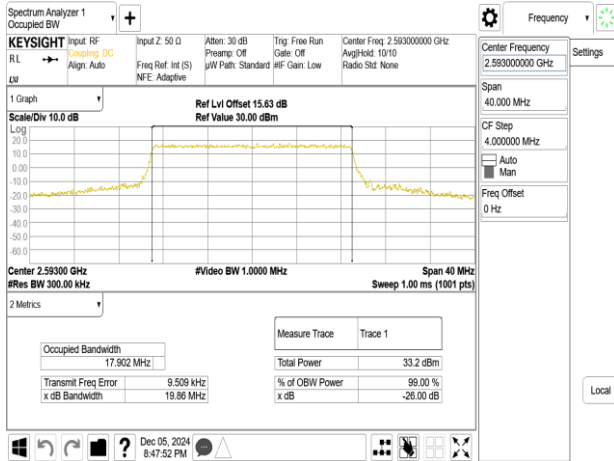 Spectrum Analyzer 1
Occupied BW
Frequency
KEYSIGHT
RL
LXI
Input: RF
Coupling: DC
Align: Auto
Input Z: 50 Ω
Freq Ref: Int (S)
NFE: Adaptive
Atten: 30 dB
Preamp: Off
µW Path: Standard
Trig: Free Run
Gate: Off
#IF Gain: Low
Center Freq: 2.593000000 GHz
Avg|Hold: 10/10
Radio Std: None
Center Frequency
2.593000000 GHz
Settings
Span
40.000 MHz
CF Step
4.000000 MHz
Auto
Man
Freq Offset
0 Hz
Local
1 Graph
Scale/Div 10.0 dB
Ref Lvl Offset 15.63 dB
Ref Value 30.00 dBm
Log
20.0
10.0
0.00
-10.0
-20.0
-30.0
-40.0
-50.0
-60.0
Center 2.59300 GHz
#Res BW 300.00 kHz
#Video BW 1.0000 MHz
Span 40 MHz
Sweep 1.00 ms (1001 pts)
2 Metrics
Measure Trace Trace 1
Occupied Bandwidth
17.902 MHz
Total Power 33.2 dBm
Transmit Freq Error 9.509 kHz
% of OBW Power 99.00 %
x dB Bandwidth 19.86 MHz
x dB -26.00 dB
?
Dec 05, 2024
8:47:52 PM